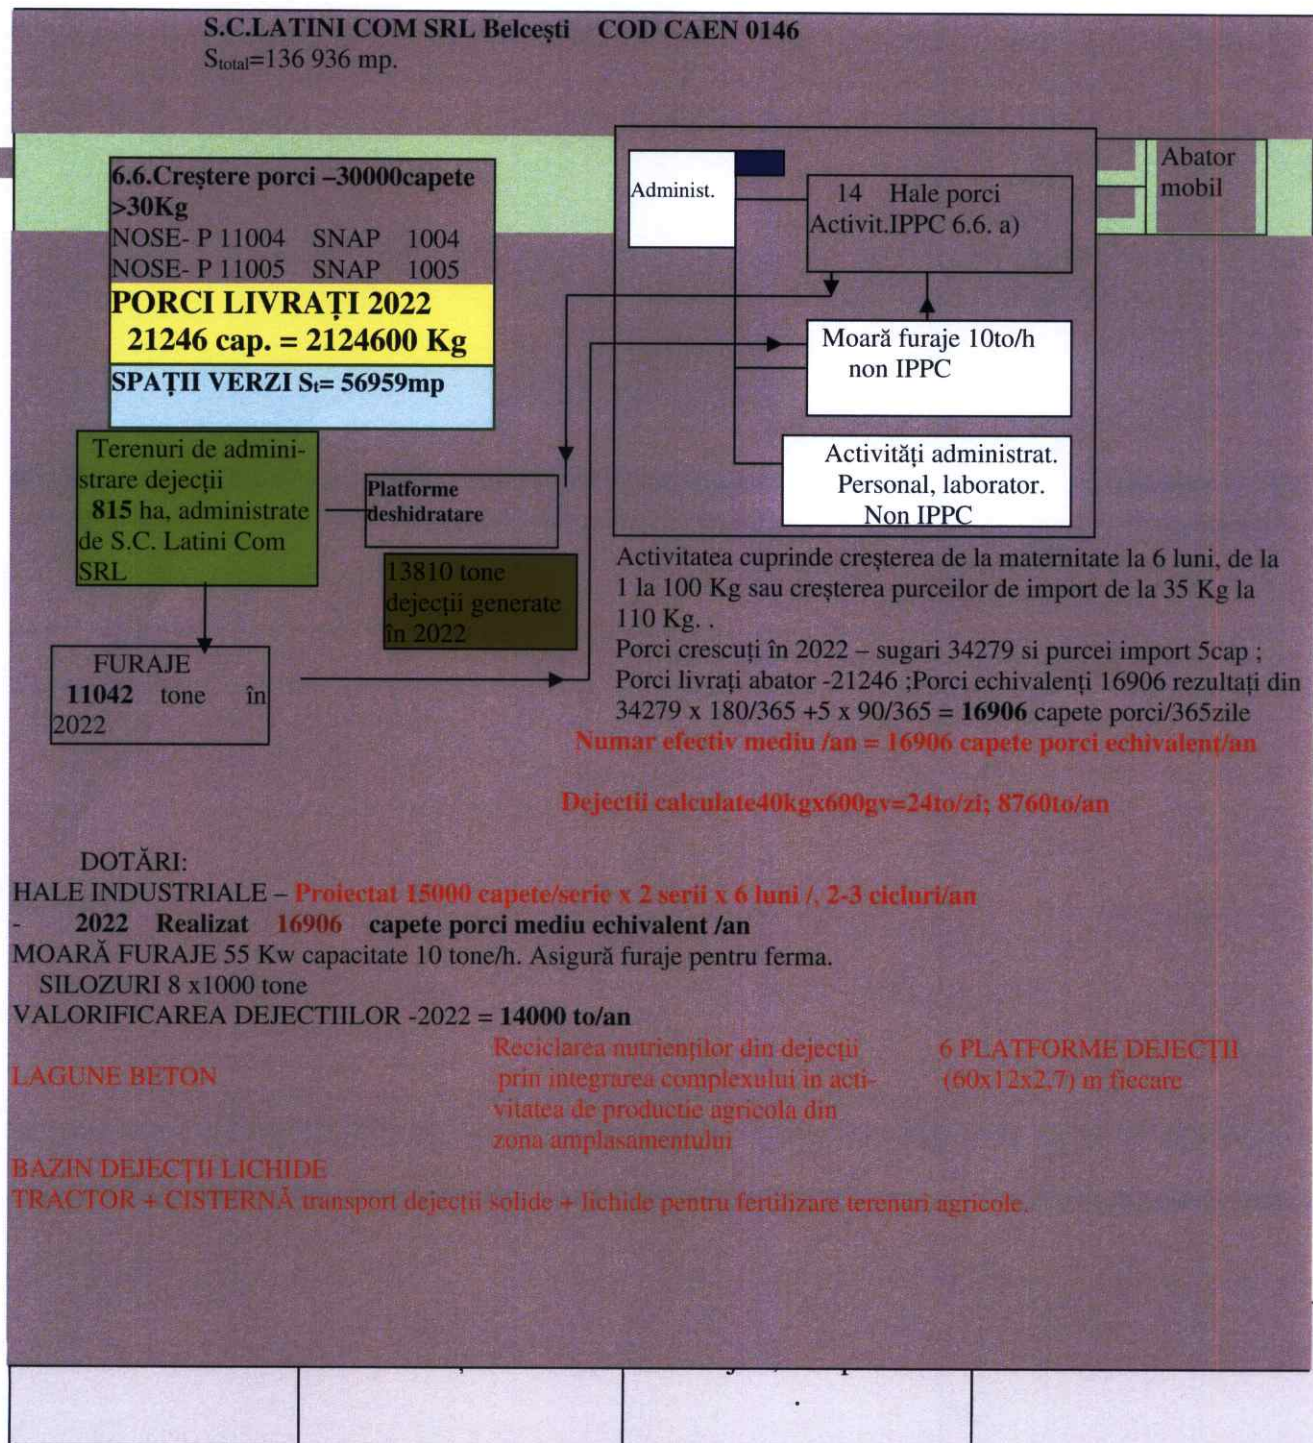 S.C.LATINI COM SRL Belcești COD CAEN 0146
Stotal=136 936 mp.
6.6.Creștere porci –30000capete
>30Kg
NOSE- P 11004 SNAP 1004
NOSE- P 11005 SNAP 1005
PORCI LIVRAȚI 2022
21246 cap. = 2124600 Kg
SPAȚII VERZI St= 56959mp
Administ.
14 Hale porci
Activit.IPPC 6.6. a)
Abator
mobil
Moară furaje 10to/h
non IPPC
Activități administrat.
Personal, laborator.
Non IPPC
Terenuri de admini-
strare dejecții
815 ha, administrate
de S.C. Latini Com
SRL
Platforme
deshidratare
13810 tone
dejecții generate
în 2022
FURAJE
11042 tone în
2022
Activitatea cuprinde creșterea de la maternitate la 6 luni, de la
1 la 100 Kg sau creșterea purceilor de import de la 35 Kg la
110 Kg. .
Porci crescuți în 2022 – sugari 34279 si purcei import 5cap ;
Porci livrați abator -21246 ;Porci echivalenți 16906 rezultați din
34279 x 180/365 +5 x 90/365 = 16906 capete porci/365zile
Numar efectiv mediu /an = 16906 capete porci echivalent/an
Dejectii calculate40kgx600gv=24to/zi; 8760to/an
DOTĂRI:
HALE INDUSTRIALE – Proiectat 15000 capete/serie x 2 serii x 6 luni /, 2-3 cicluri/an
- 2022 Realizat 16906 capete porci mediu echivalent /an
MOARĂ FURAJE 55 Kw capacitate 10 tone/h. Asigură furaje pentru ferma.
SILOZURI 8 x1000 tone
VALORIFICAREA DEJECTIILOR -2022 = 14000 to/an
Reciclarea nutrienților din dejecții
prin integrarea complexului in acti-
vitatea de productie agricola din
zona amplasamentului
6 PLATFORME DEJECȚII
(60x12x2,7) m fiecare
LAGUNE BETON
BAZIN DEJECȚII LICHIDE
TRACTOR + CISTERNĂ transport dejecții solide + lichide pentru fertilizare terenuri agricole.